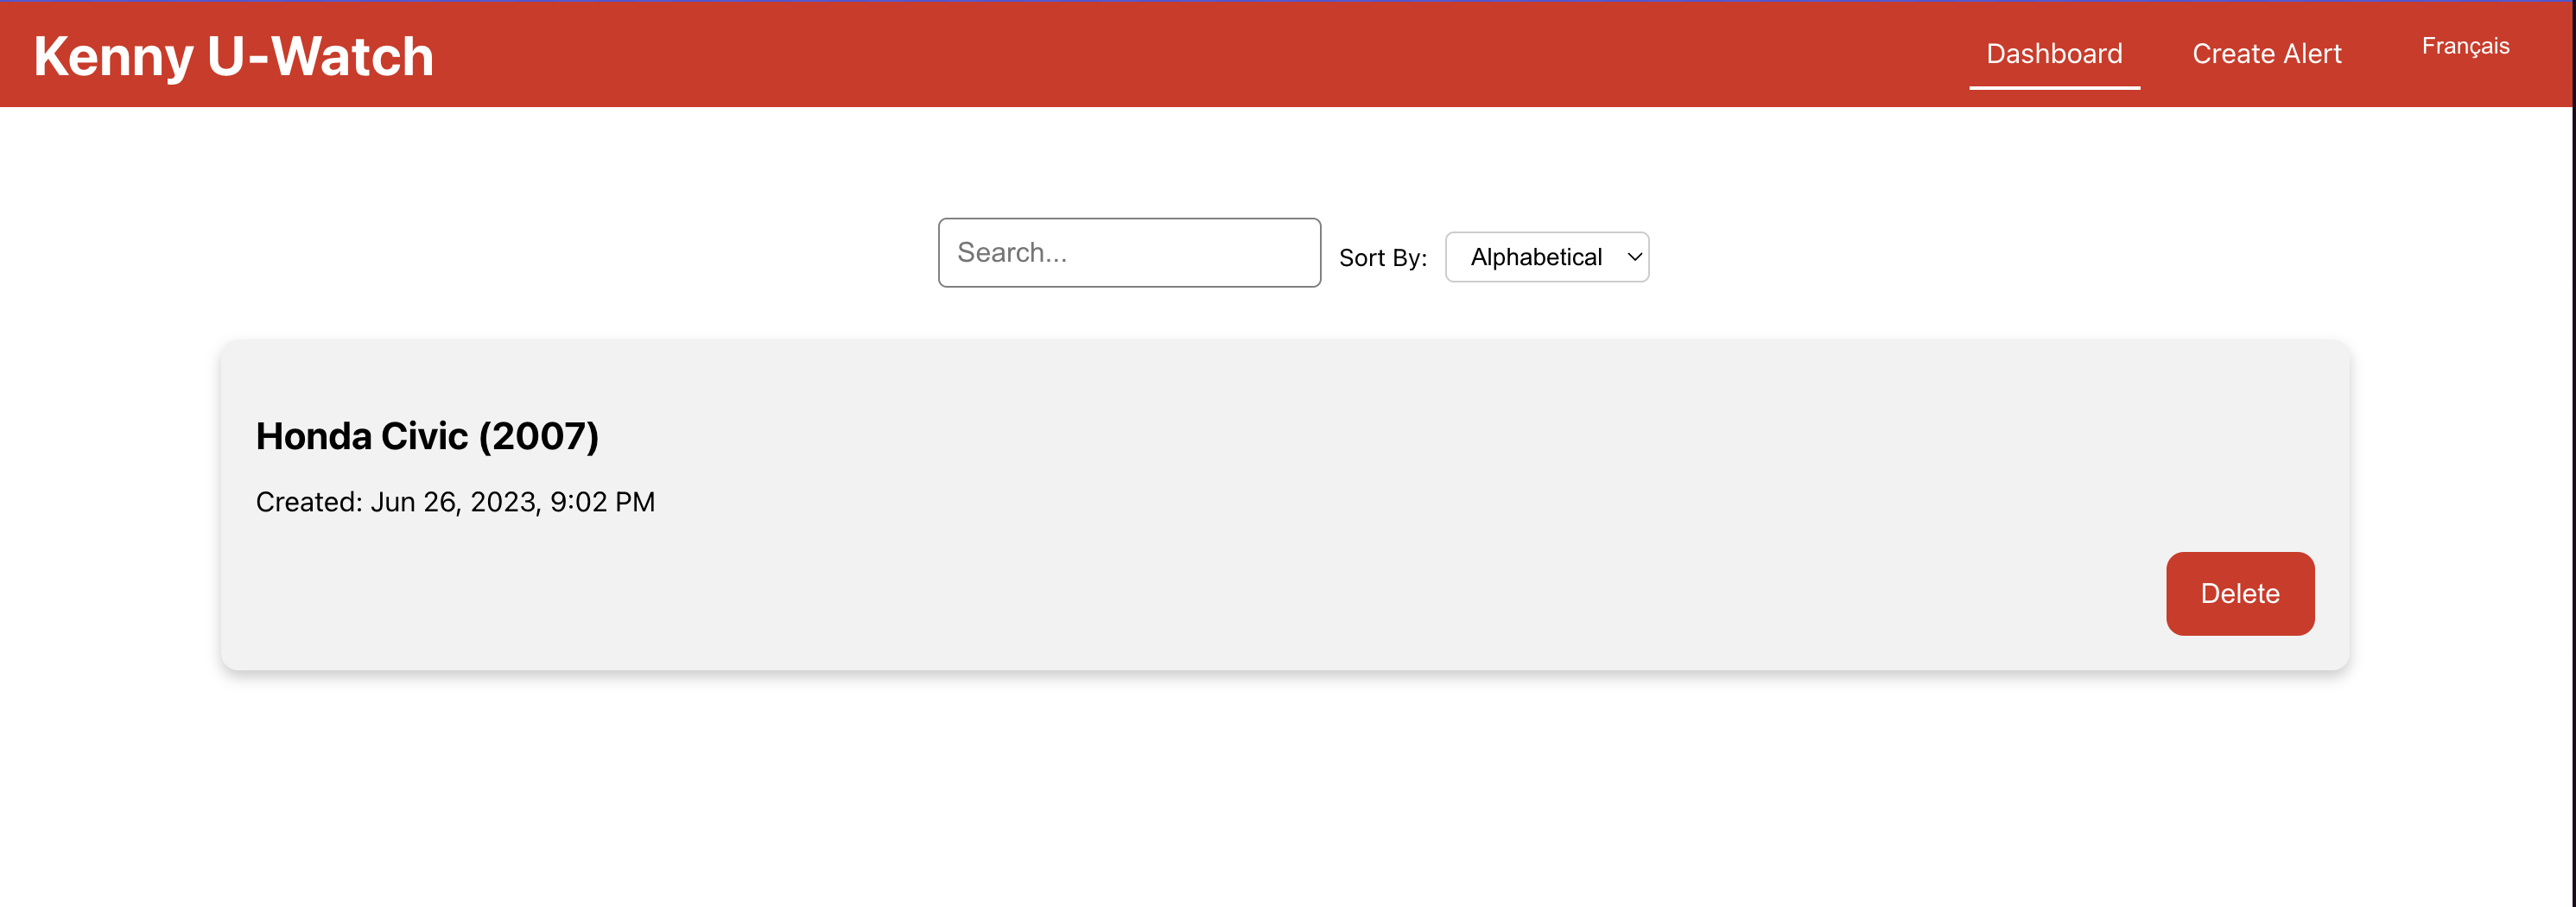 Kenny U-Watch
Dashboard
Create Alert
Français
Search...
Sort By:
Alphabetical
Honda Civic (2007)
Created: Jun 26, 2023, 9:02 PM
Delete